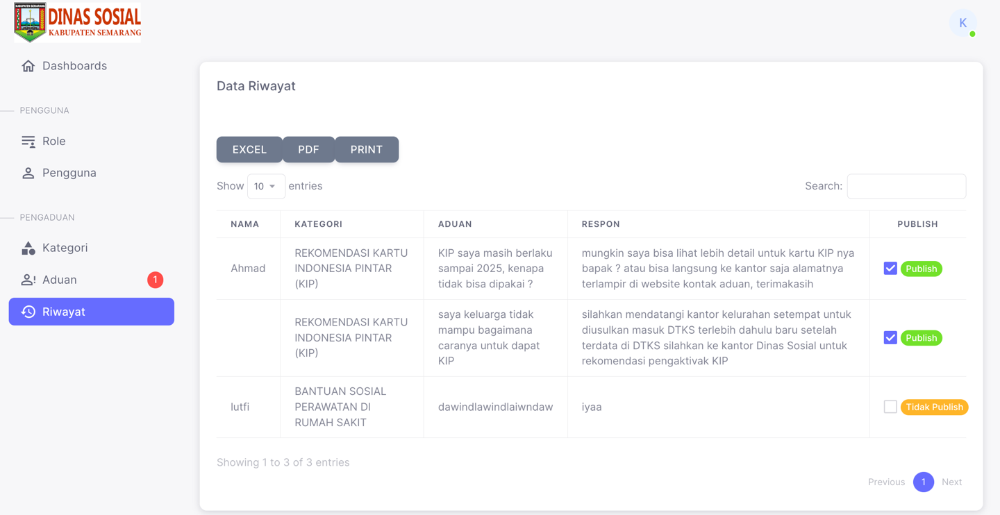 KABUPATEN SEMARANG
DINAS SOSIAL
KABUPATEN SEMARANG
K
Dashboards
PENGGUNA
Role
Pengguna
PENGADUAN
Kategori
Aduan 1
Riwayat
Data Riwayat
EXCEL PDF PRINT
Show 10 entries
Search:
NAMA KATEGORI ADUAN RESPON PUBLISH
Ahmad
REKOMENDASI KARTU
INDONESIA PINTAR
(KIP)
KIP saya masih berlaku
sampai 2025, kenapa
tidak bisa dipakai ?
mungkin saya bisa lihat lebih detail untuk kartu KIP nya
bapak ? atau bisa langsung ke kantor saja alamatnya
terlampir di website kontak aduan, terimakasih
Publish
REKOMENDASI KARTU
INDONESIA PINTAR
(KIP)
saya keluarga tidak
mampu bagaimana
caranya untuk dapat
KIP
silahkan mendatangi kantor kelurahan setempat untuk
diusulkan masuk DTKS terlebih dahulu baru setelah
terdata di DTKS silahkan ke kantor Dinas Sosial untuk
rekomendasi pengaktivak KIP
Publish
lutfi
BANTUAN SOSIAL
PERAWATAN DI
RUMAH SAKIT
dawindlawindlaiwndaw
iyaa
Tidak Publish
Showing 1 to 3 of 3 entries
Previous 1 Next